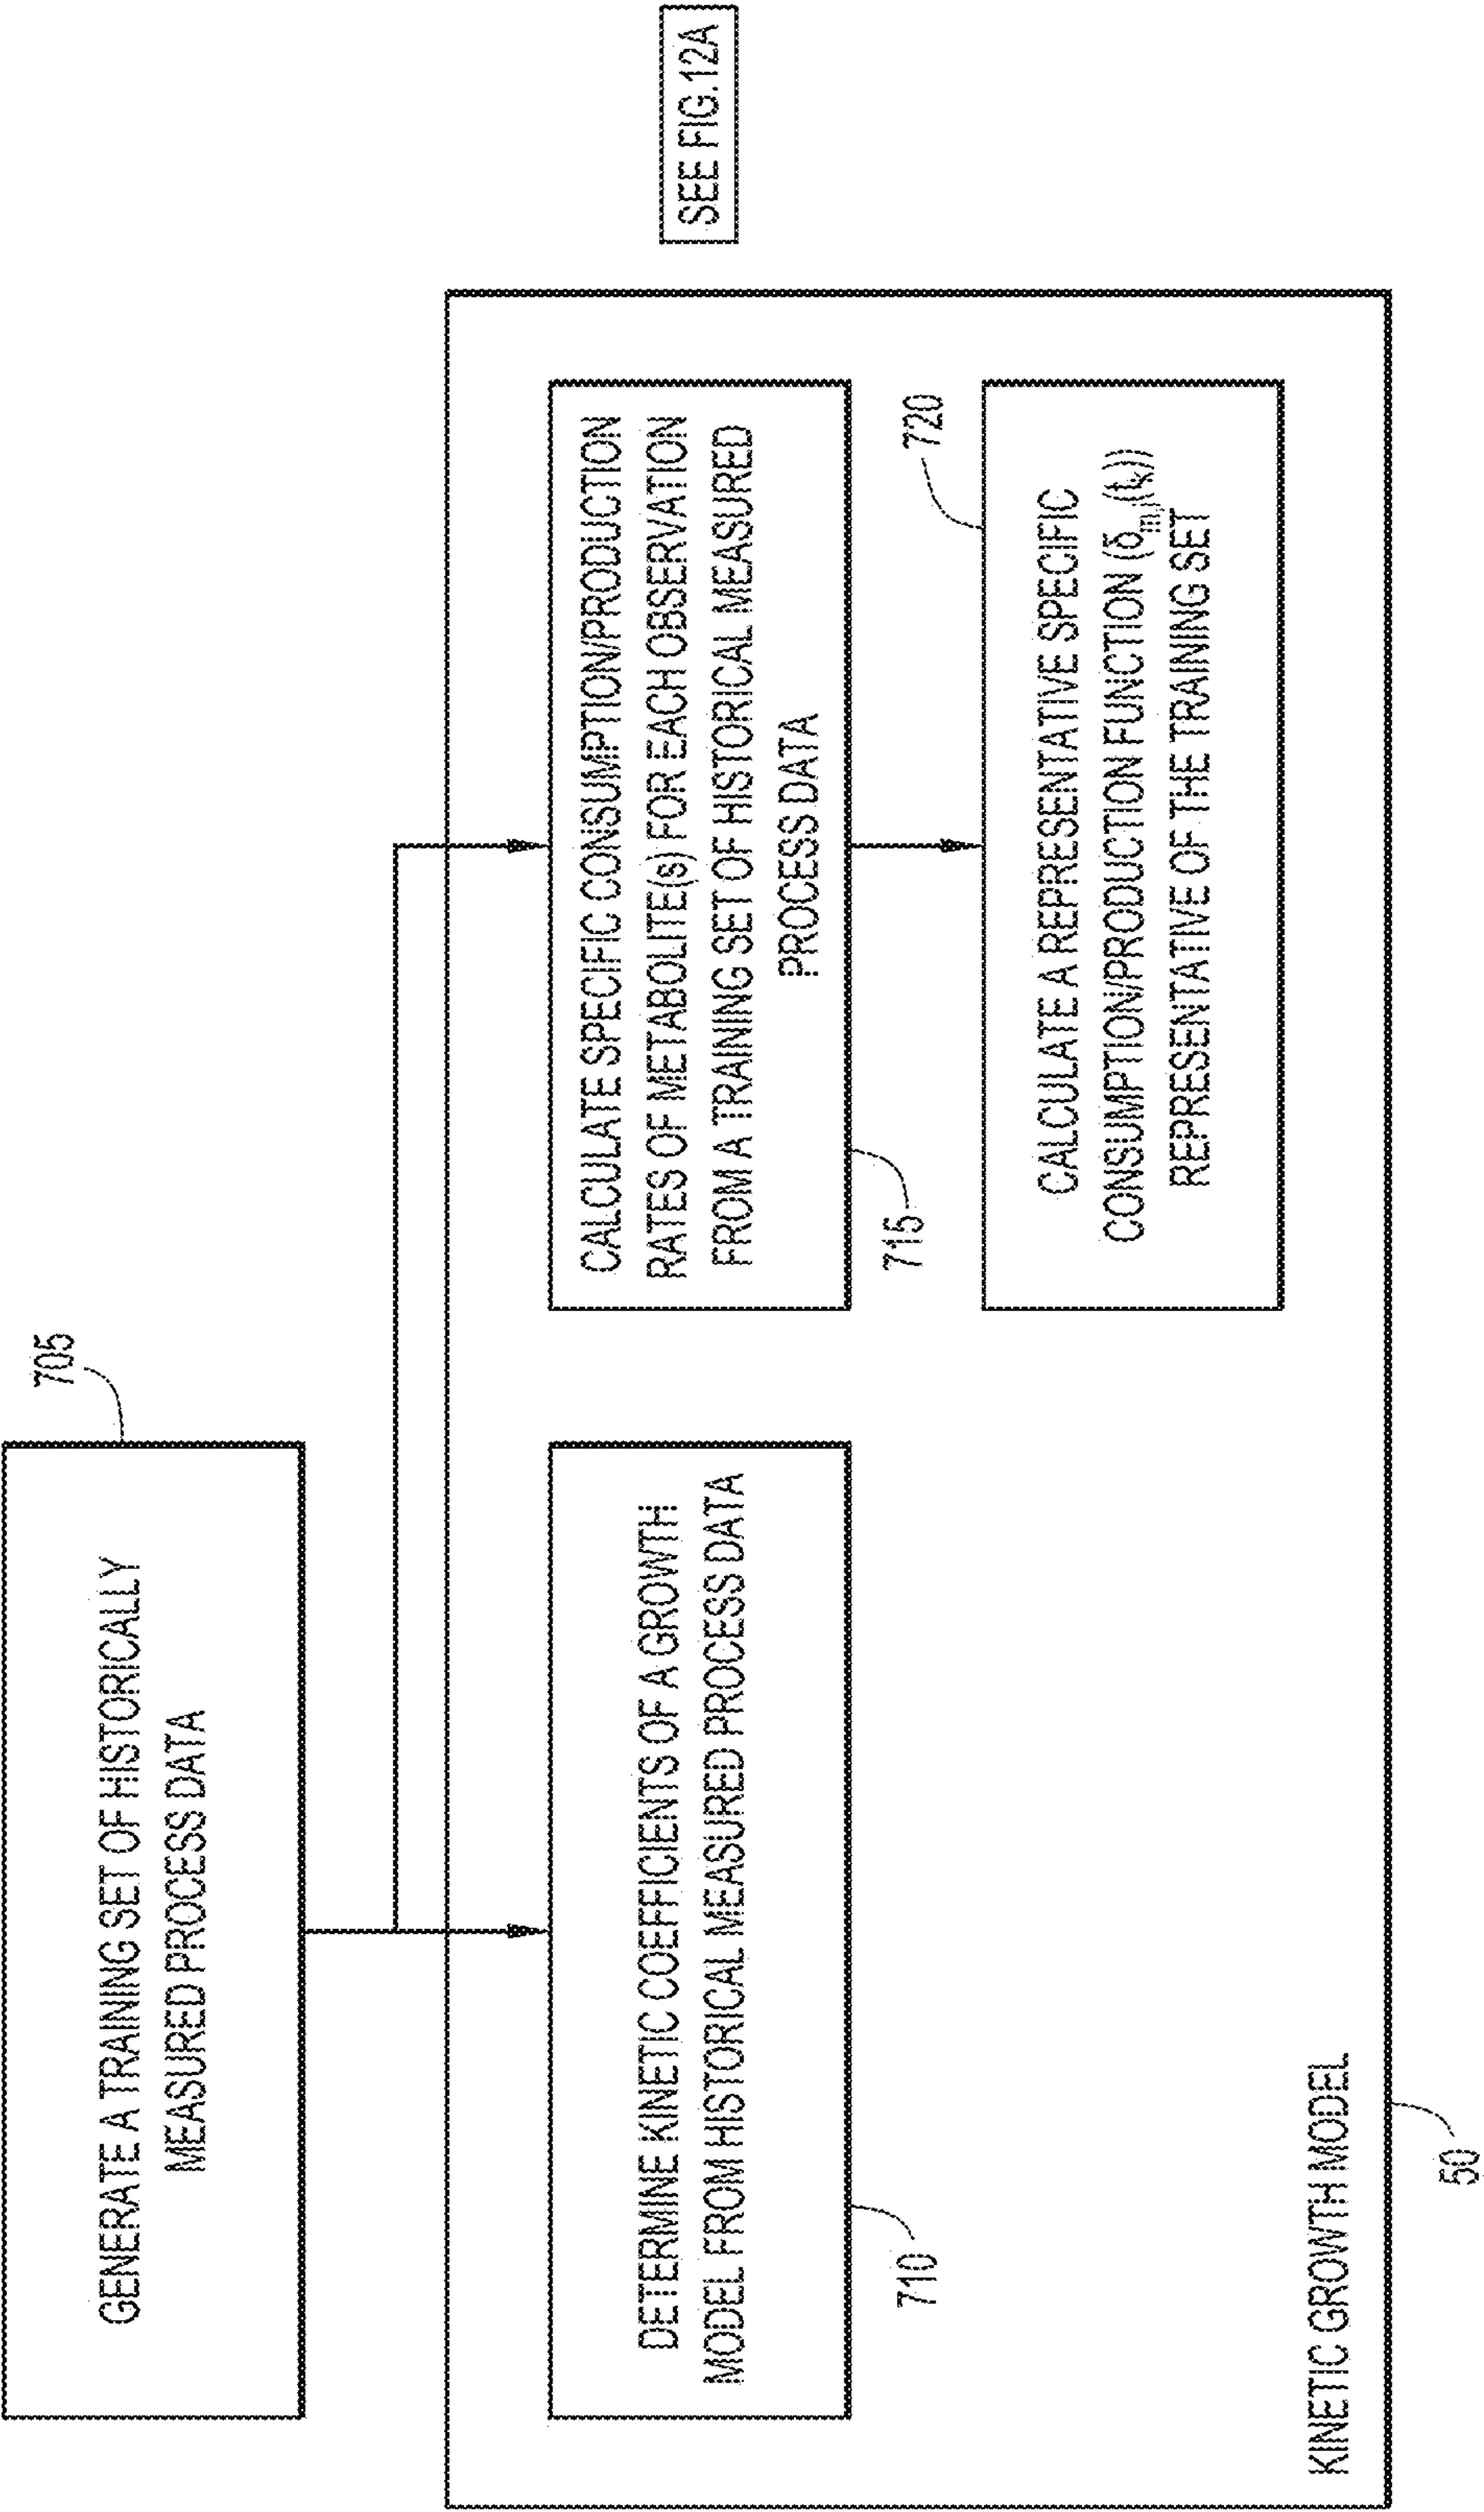 GENERATE A TRAINING SET OF HISTORICALLY
MEASURED PROCESS DATA
705
SEE FIG.12A
DETERMINE KINETIC COEFFICIENTS OF A GROWTH
MODEL FROM HISTORICAL MEASURED PROCESS DATA
710
CALCULATE SPECIFIC CONSUMPTION/PRODUCTION
RATES OF METABOLITE(S) FOR EACH OBSERVATION
FROM A TRAINING SET OF HISTORICAL MEASURED
PROCESS DATA
715
720
CALCULATE A REPRESENTATIVE SPECIFIC
CONSUMPTION/PRODUCTION FUNCTION
REPRESENTATIVE OF THE TRAINING SET
KINETIC GROWTH MODEL
50